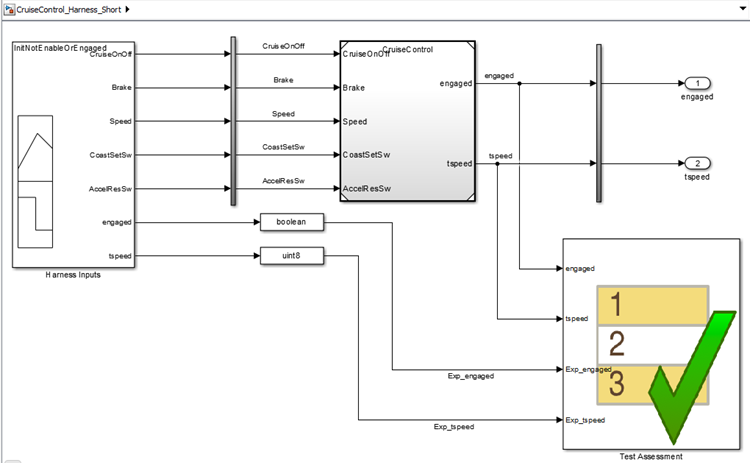 CruiseControl_Harness_Short
InitNotEnableOrEngaged
CruiseOnOff
Brake
Speed
CoastSetSw
AccelResSw
engaged
tspeed
Harness Inputs
CruiseOnOff
Brake
Speed
CoastSetSw
AccelResSw
boolean
uint8
CruiseControl
CruiseOnOff
Brake
Speed
CoastSetSw
AccelResSw
engaged
tspeed
engaged
tspeed
1
engaged
2
tspeed
engaged
tspeed
Exp_engaged
Exp_tspeed
1
2
3
Exp_engaged
Exp_tspeed
Test Assessment